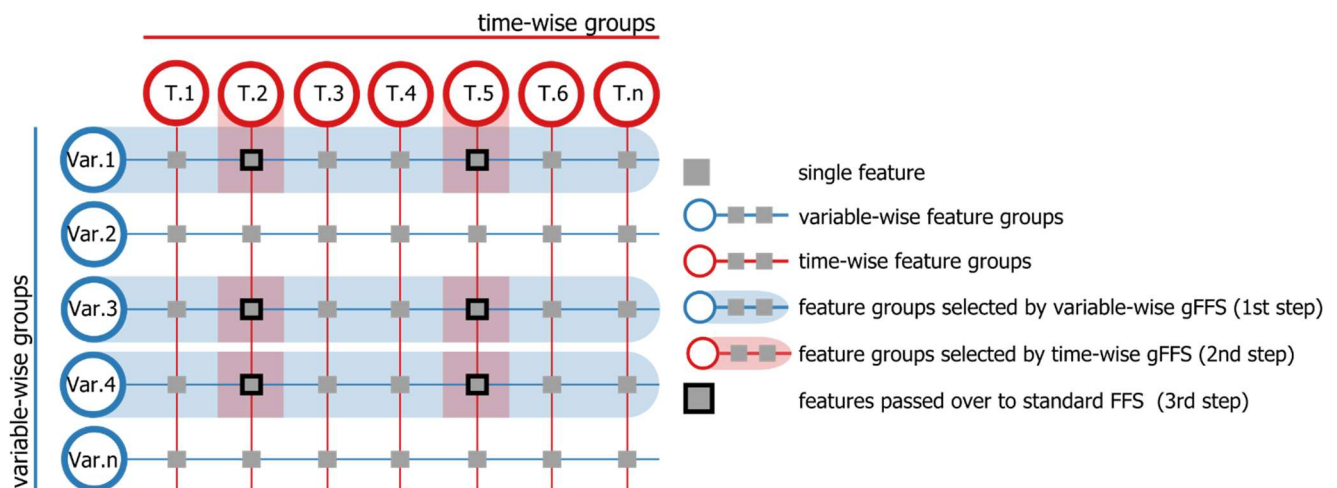 time-wise groups
T.1 T.2 T.3 T.4 T.5 T.6 T.n
variable-wise groups
Var.1
Var.2
Var.3
Var.4
Var.n
single feature
variable-wise feature groups
time-wise feature groups
feature groups selected by variable-wise gFFS (1st step)
feature groups selected by time-wise gFFS (2nd step)
features passed over to standard FFS (3rd step)